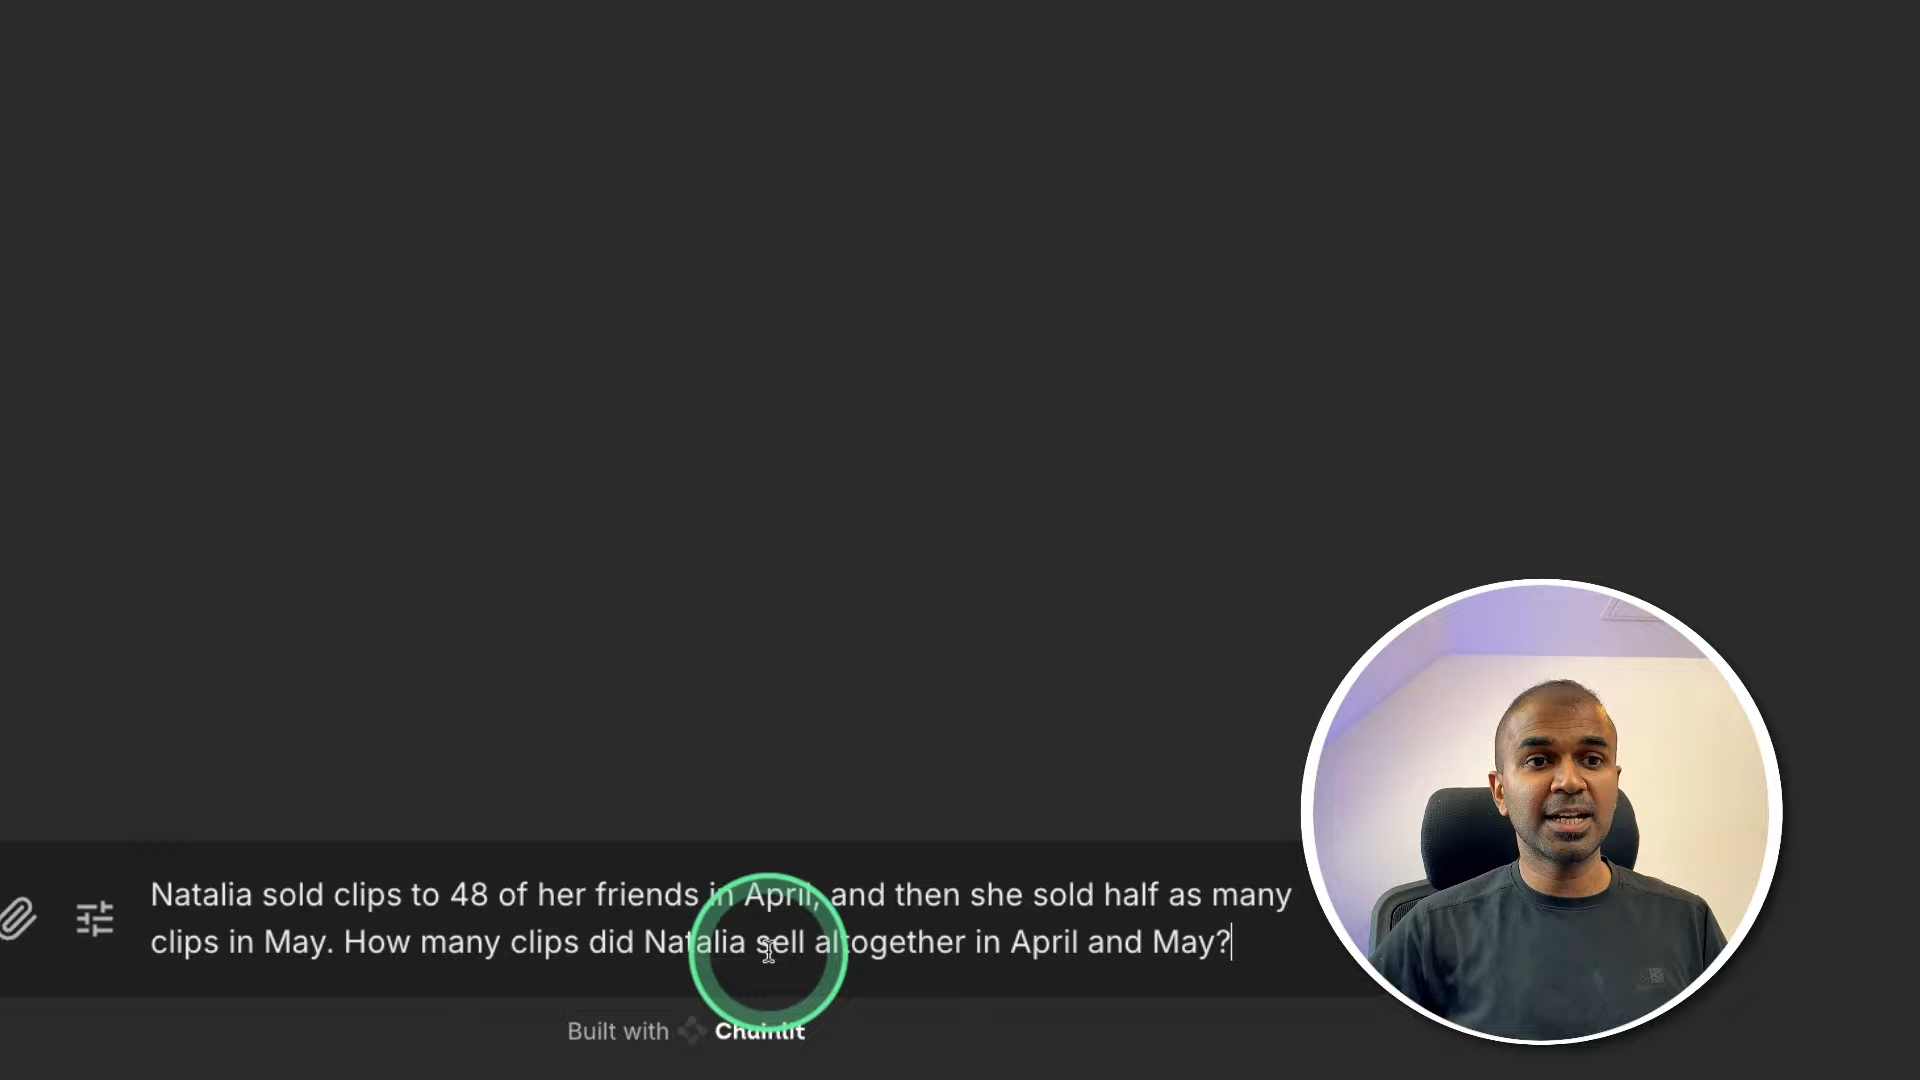 Natalia sold clips to 48 of her friends in April, and then she sold half as many
clips in May. How many clips did Natalia sell altogether in April and May?
Built with Chainlit